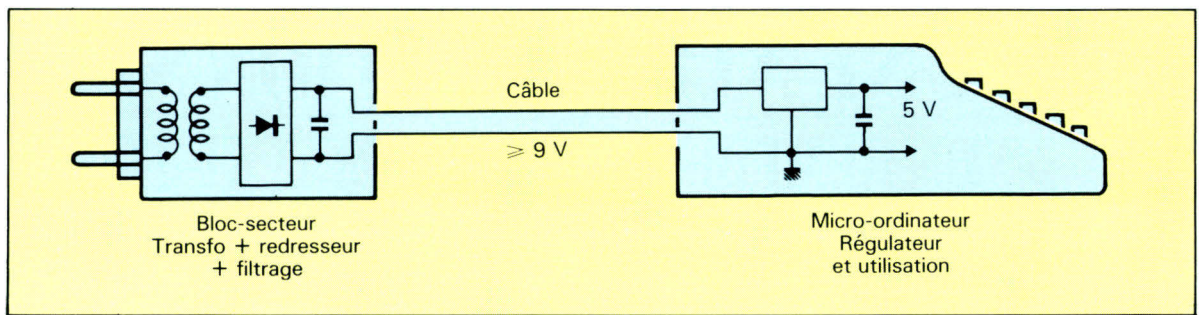 Câble
≥ 9 V
5 V
Bloc-secteur
Transfo + redresseur
+ filtrage
Micro-ordinateur
Régulateur
et utilisation